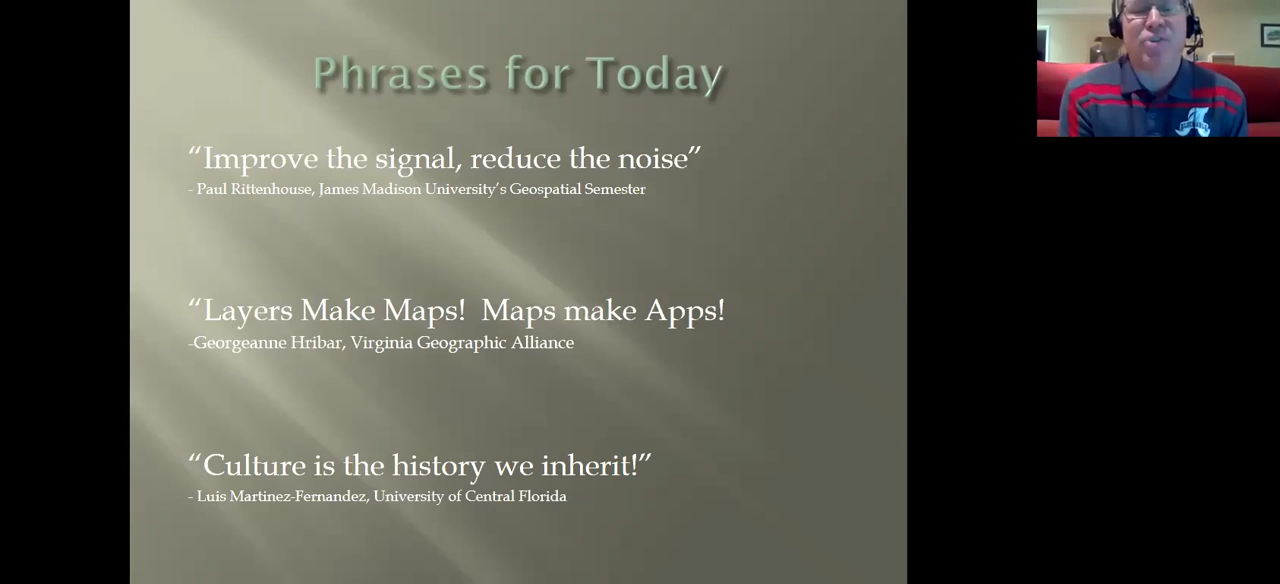 Phrases for Today
“Improve the signal, reduce the noise”
- Paul Rittenhouse, James Madison University’s Geospatial Semester
“Layers Make Maps!  Maps make Apps!
-Georgeanne Hribar, Virginia Geographic Alliance
“Culture is the history we inherit!”
- Luis Martinez-Fernandez, University of Central Florida